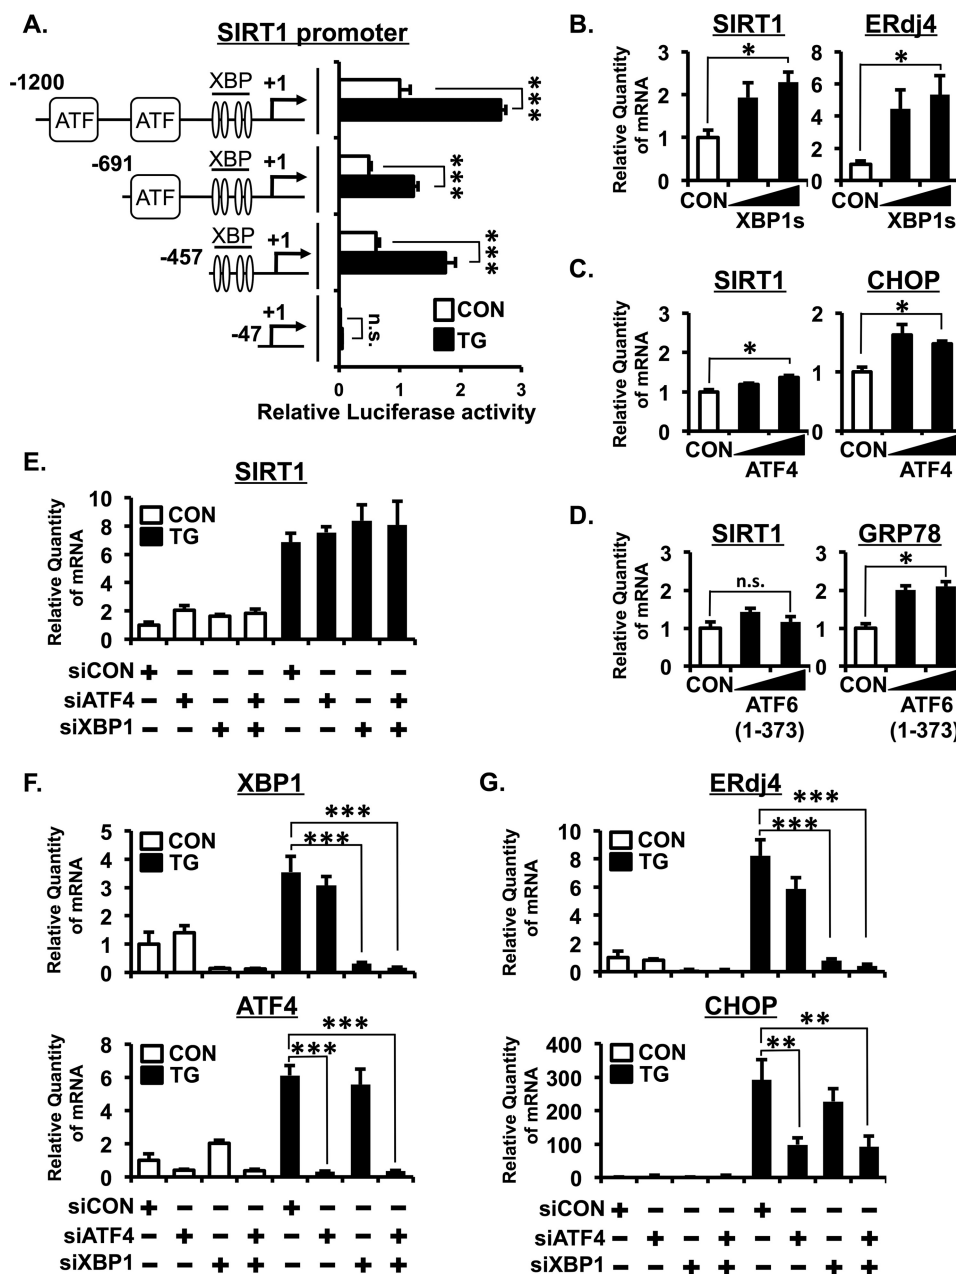 A.
SIRT1 promoter
-1200
XBP
+1
ATF
ATF
***
-691
XBP
+1
ATF
***
-457
XBP
+1
***
-47
+1
n.s.
CON
TG
0 1 2 3
Relative Luciferase activity
B.
SIRT1
Relative Quantity
of mRNA
3
2
1
0
*
CON
XBP1s
ERdj4
8
6
4
2
0
*
CON
XBP1s
C.
SIRT1
Relative Quantity
of mRNA
3
2
1
0
*
CON
ATF4
CHOP
2
1
0
*
CON
ATF4
D.
SIRT1
Relative Quantity
of mRNA
3
2
1
0
n.s.
CON
ATF6
(1-373)
GRP78
3
2
1
0
*
CON
ATF6
(1-373)
E.
SIRT1
Relative Quantity
of mRNA
10
8
6
4
2
0
CON
TG
siCON + – – – + – – –
siATF4 – + – + – + – +
siXBP1 – – + + – – + +
F.
XBP1
Relative Quantity
of mRNA
5
4
3
2
1
0
CON
TG
***
***
ATF4
Relative Quantity
of mRNA
8
6
4
2
0
CON
TG
***
***
siCON + – – – + – – –
siATF4 – + – + – + – +
siXBP1 – – + + – – + +
G.
ERdj4
Relative Quantity
of mRNA
10
8
6
4
2
0
CON
TG
***
***
CHOP
Relative Quantity
of mRNA
400
300
200
100
0
CON
TG
**
**
siCON + – – – + – – –
siATF4 – + – + – + – +
siXBP1 – – + + – – + +